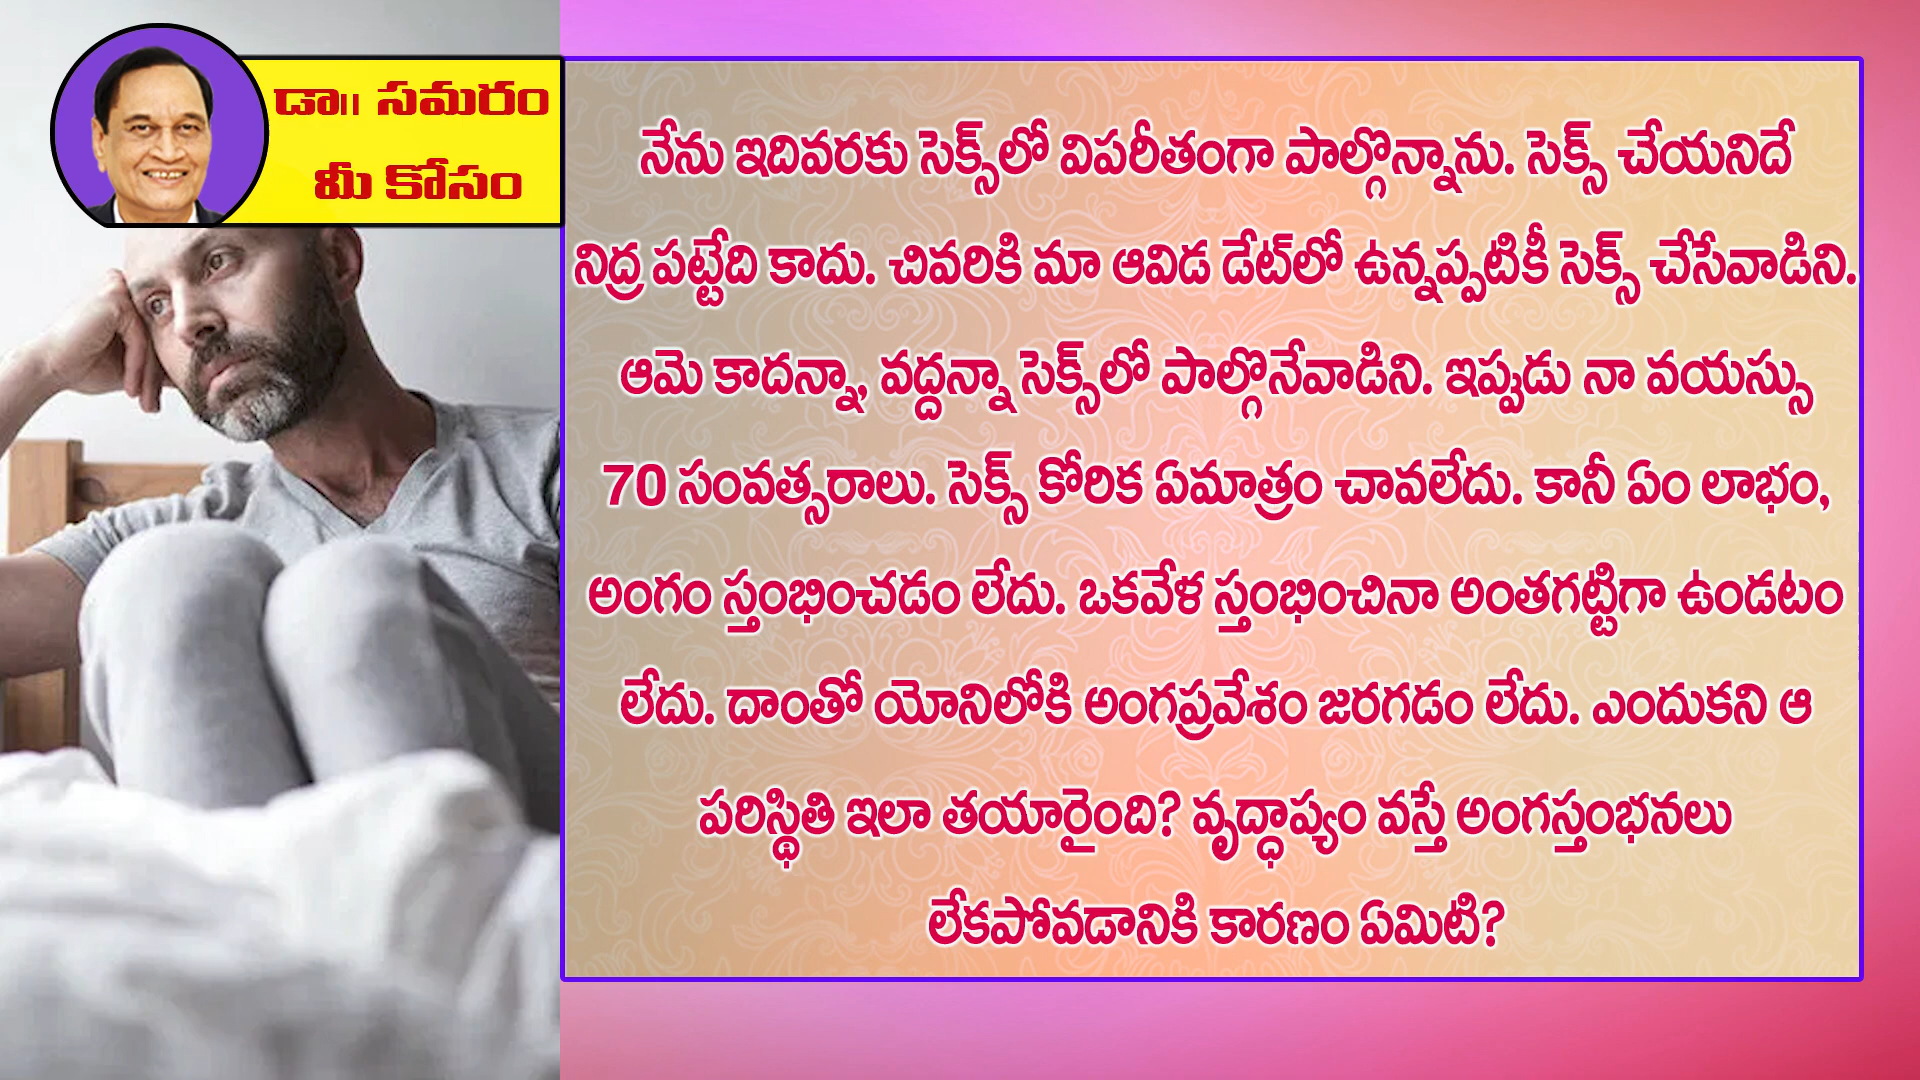 డా॥ సమరం
మీ కోసం
నేను ఇదివరకు సెక్స్‌లో విపరీతంగా పాల్గొన్నాను. సెక్స్ చేయనిదే
నిద్ర పట్టేది కాదు. చివరికి మా ఆవిడ డేట్‌లో ఉన్నప్పటికీ సెక్స్ చేసేవాడిని.
ఆమె కాదన్నా, వద్దన్నా సెక్స్‌లో పాల్గొనేవాడిని. ఇప్పుడు నా వయస్సు
70 సంవత్సరాలు. సెక్స్ కోరిక ఏమాత్రం చావలేదు. కానీ ఏం లాభం,
అంగం స్తంభించడం లేదు. ఒకవేళ స్తంభించినా అంతగట్టిగా ఉండటం
లేదు. దాంతో యోనిలోకి అంగప్రవేశం జరగడం లేదు. ఎందుకని ఆ
పరిస్థితి ఇలా తయారైంది? వృద్ధాప్యం వస్తే అంగస్తంభనలు
లేకపోవడానికి కారణం ఏమిటి?